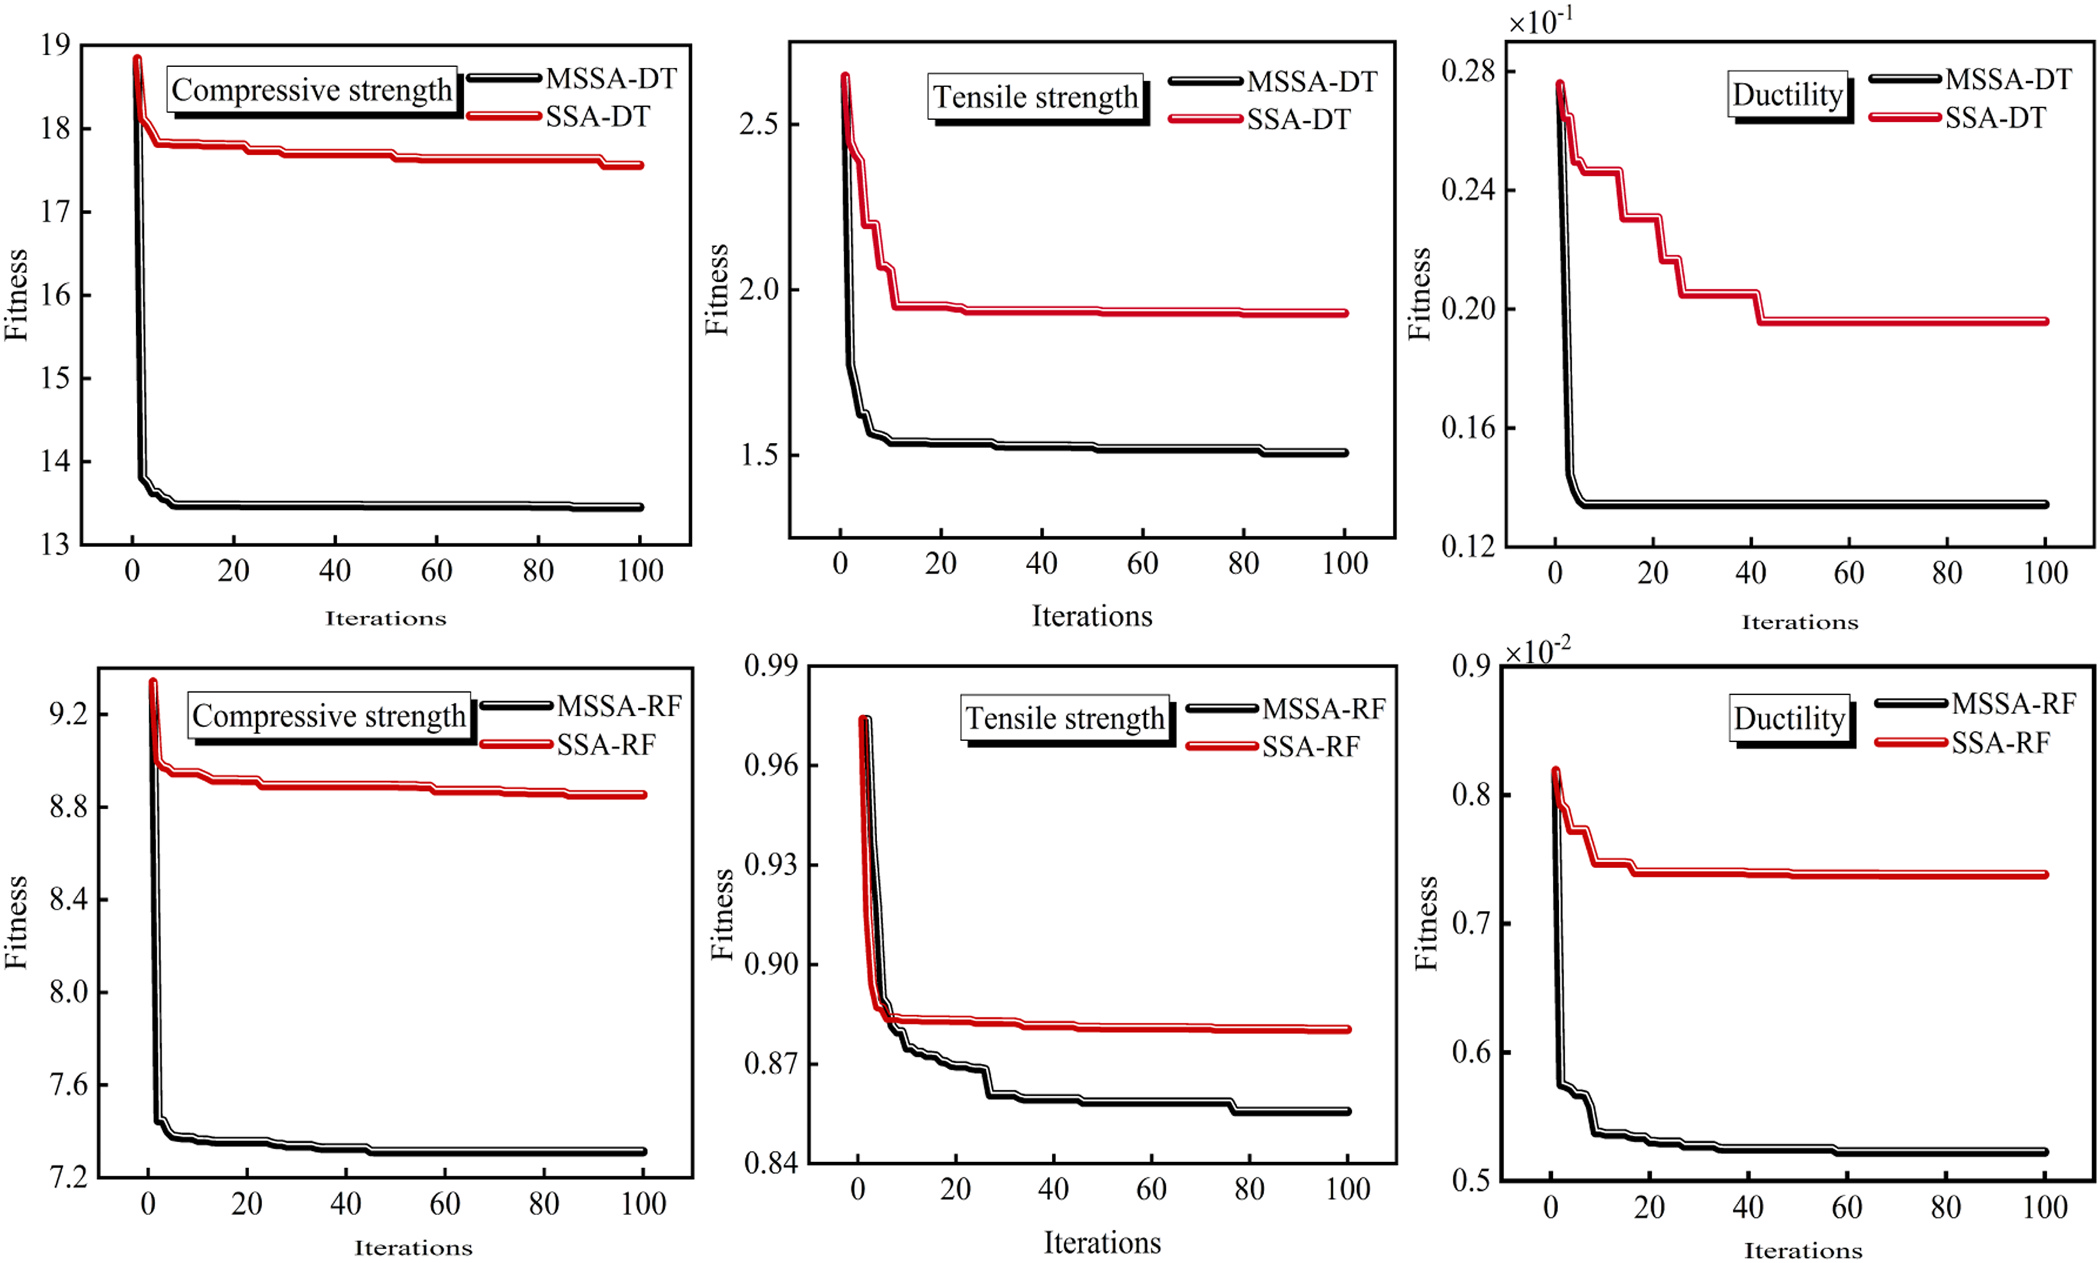 19
18
17
16
15
14
13
Fitness
Compressive strength
MSSA-DT
SSA-DT
0 20 40 60 80 100
Iterations
2.5
2.0
1.5
Fitness
Tensile strength
MSSA-DT
SSA-DT
0 20 40 60 80 100
Iterations
×10⁻¹
0.28
0.24
0.20
0.16
0.12
Fitness
Ductility
MSSA-DT
SSA-DT
0 20 40 60 80 100
Iterations
9.2
8.8
8.4
8.0
7.6
7.2
Fitness
Compressive strength
MSSA-RF
SSA-RF
0 20 40 60 80 100
Iterations
0.99
0.96
0.93
0.90
0.87
0.84
Fitness
Tensile strength
MSSA-RF
SSA-RF
0 20 40 60 80 100
Iterations
×10⁻²
0.9
0.8
0.7
0.6
0.5
Fitness
Ductility
MSSA-RF
SSA-RF
0 20 40 60 80 100
Iterations